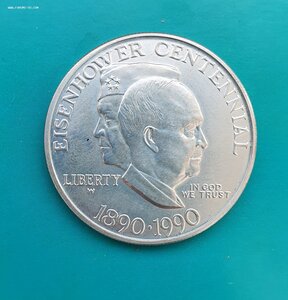 EISENHOWER CENTENNIAL
LIBERTY
W
IN GOD
WE TRUST
1890·1990